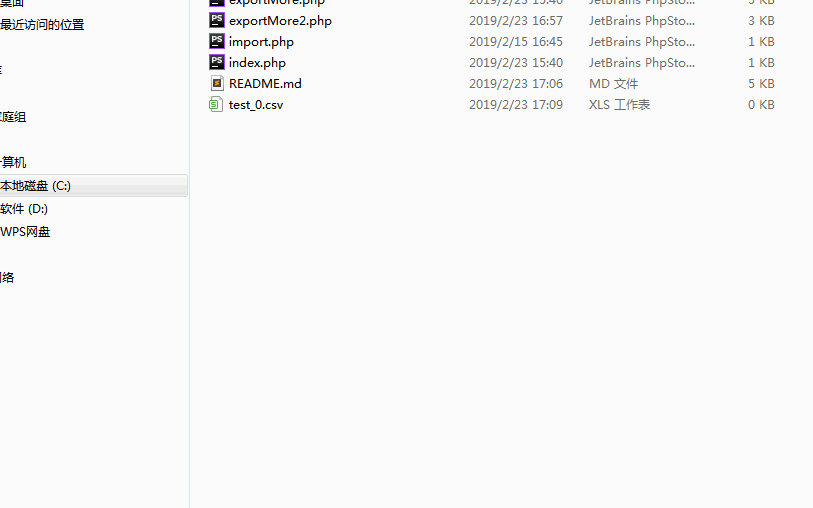 桌面
最近访问的位置
库
家庭组
计算机
本地磁盘 (C:)
软件 (D:)
WPS网盘
网络
exportMore.php 2019/2/23 15:40 JetBrains PhpSto... 5 KB
exportMore2.php 2019/2/23 16:57 JetBrains PhpSto... 3 KB
import.php 2019/2/15 16:45 JetBrains PhpSto... 1 KB
index.php 2019/2/23 15:40 JetBrains PhpSto... 1 KB
README.md 2019/2/23 17:06 MD 文件 5 KB
test_0.csv 2019/2/23 17:09 XLS 工作表 0 KB